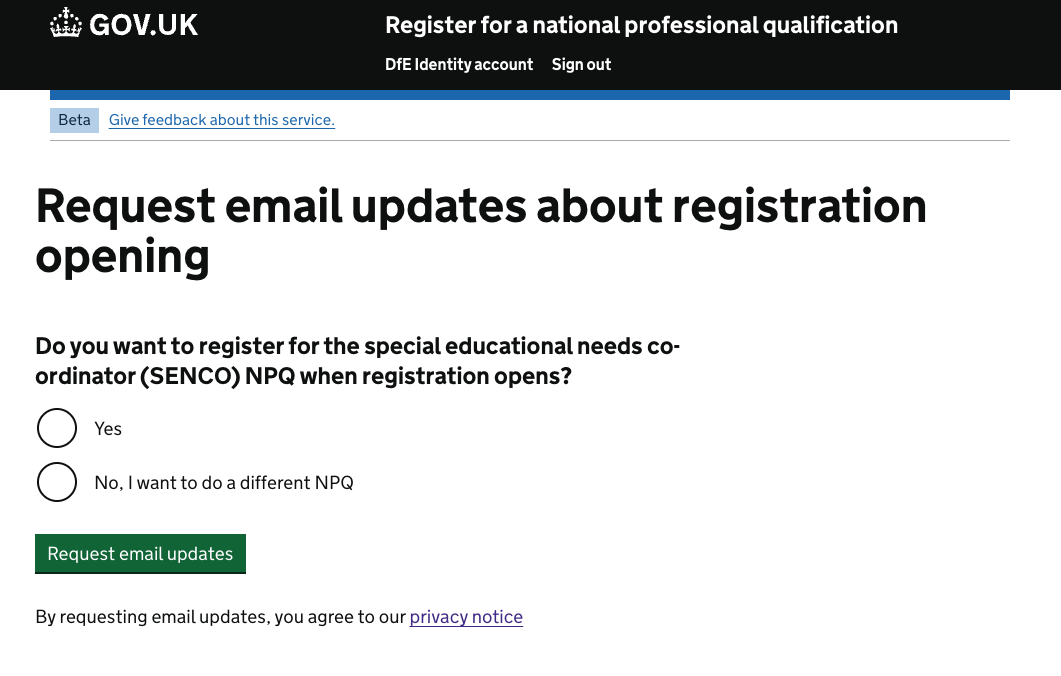 GOV.UK
Register for a national professional qualification
DfE Identity account Sign out
Beta Give feedback about this service.
Request email updates about registration
opening
Do you want to register for the special educational needs co-
ordinator (SENCO) NPQ when registration opens?
Yes
No, I want to do a different NPQ
Request email updates
By requesting email updates, you agree to our privacy notice